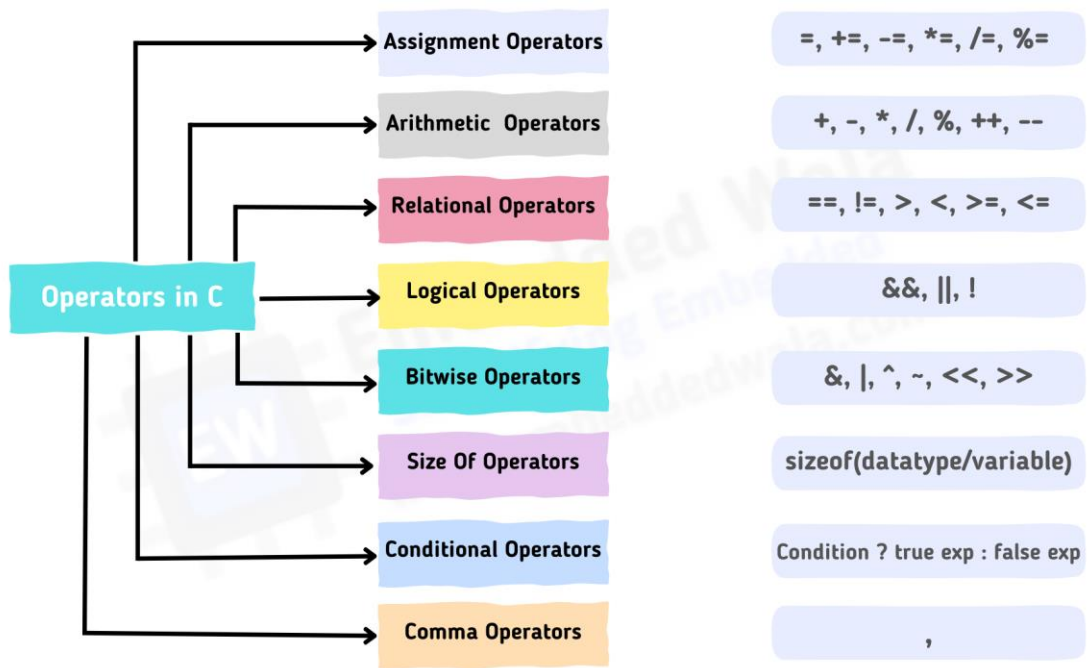 Assignment Operators
=, +=, -=, *=, /=, %=
Arithmetic Operators
+, -, *, /, %, ++, --
Relational Operators
==, !=, >, <, >=, <=
Operators in C
Logical Operators
&&, ||, !
Bitwise Operators
&, |, ^, ~, <<, >>
Size Of Operators
sizeof(datatype/variable)
Conditional Operators
Condition ? true exp : false exp
Comma Operators
,
EW